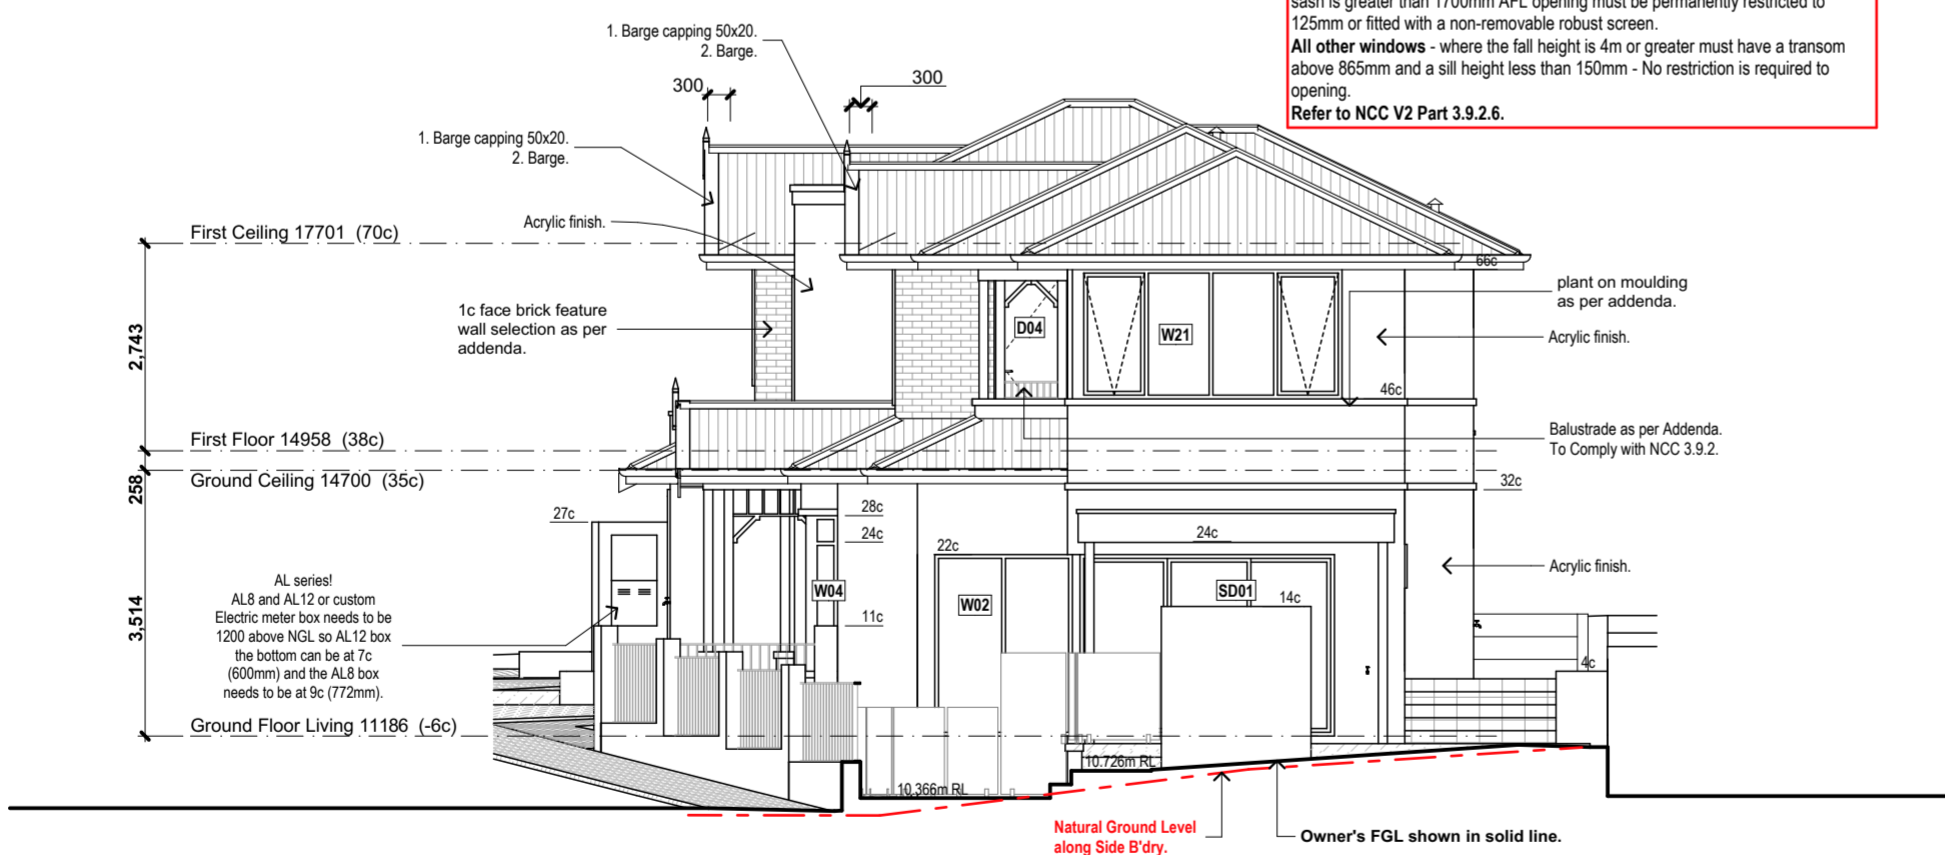 sash is greater than 1700mm AFL opening must be permanently restricted to
125mm or fitted with a non-removable robust screen.
All other windows - where the fall height is 4m or greater must have a transom
above 865mm and a sill height less than 150mm - No restriction is required to
opening.
Refer to NCC V2 Part 3.9.2.6.
1. Barge capping 50x20.
2. Barge.
300
300
1. Barge capping 50x20.
2. Barge.
Acrylic finish.
First Ceiling 17701 (70c)
66c
plant on moulding
as per addenda.
1c face brick feature
wall selection as per
addenda.
D04
W21
Acrylic finish.
2,743
46c
First Floor 14958 (38c)
Balustrade as per Addenda.
To Comply with NCC 3.9.2.
258
Ground Ceiling 14700 (35c)
32c
27c
28c
24c
24c
22c
AL series!
AL8 and AL12 or custom
Electric meter box needs to be
1200 above NGL so AL12 box
the bottom can be at 7c
(600mm) and the AL8 box
needs to be at 9c (772mm).
Acrylic finish.
W04
W02
SD01
14c
11c
3,514
4c
Ground Floor Living 11186 (-6c)
10.726m RL
10.366m RL
Natural Ground Level
along Side B'dry.
Owner's FGL shown in solid line.